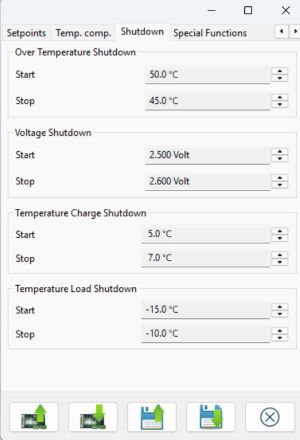 Setpoints Temp. comp. Shutdown Special Functions
Over Temperature Shutdown
Start 50.0 °C
Stop 45.0 °C
Voltage Shutdown
Start 2.500 Volt
Stop 2.600 Volt
Temperature Charge Shutdown
Start 5.0 °C
Stop 7.0 °C
Temperature Load Shutdown
Start -15.0 °C
Stop -10.0 °C